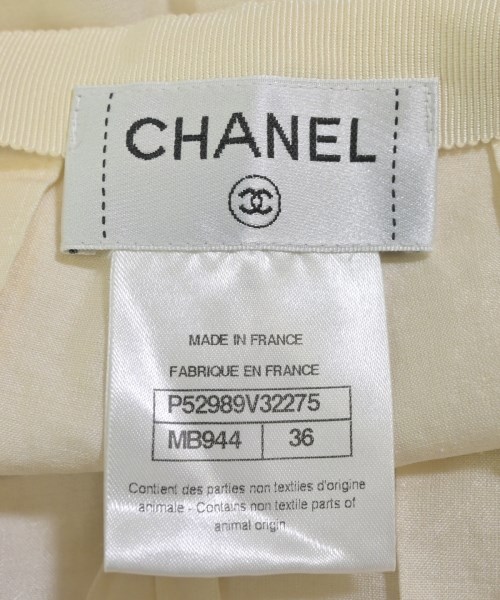 CHANEL
MADE IN FRANCE
FABRIQUE EN FRANCE
P52989V32275
MB944 36
Contient des parties non textiles d'origine
animale - Contains non textile parts of
animal origin